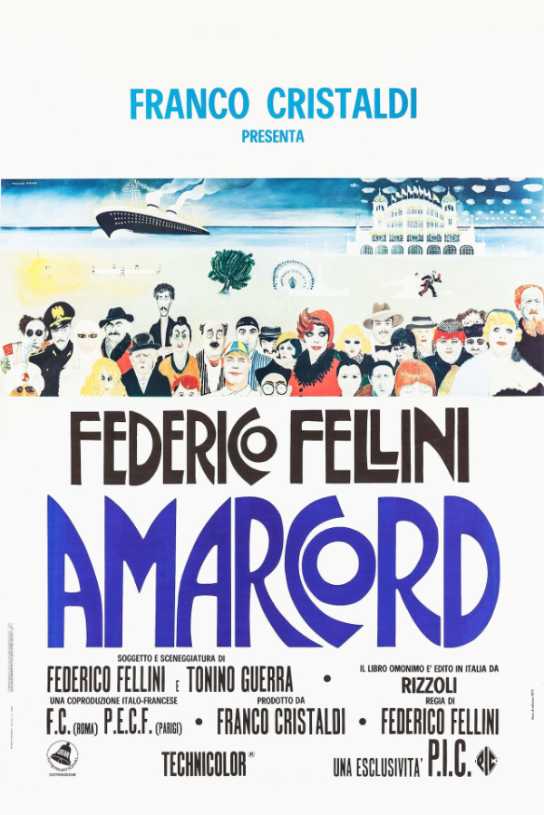 FRANCO CRISTALDI
PRESENTA
FEDERICO FELLINI
AMARCORD
SOGGETTO E SCENEGGIATURA DI
FEDERICO FELLINI E TONINO GUERRA •
IL LIBRO OMONIMO E' EDITO IN ITALIA DA
RIZZOLI
UNA COPRODUZIONE ITALO-FRANCESE
F.C. (ROMA) P.E.C.F. (PARIGI) •
PRODOTTO DA
FRANCO CRISTALDI •
REGIA DI
FEDERICO FELLINI
TECHNICOLOR ®
UNA ESCLUSIVITA' P.I.C. PIC